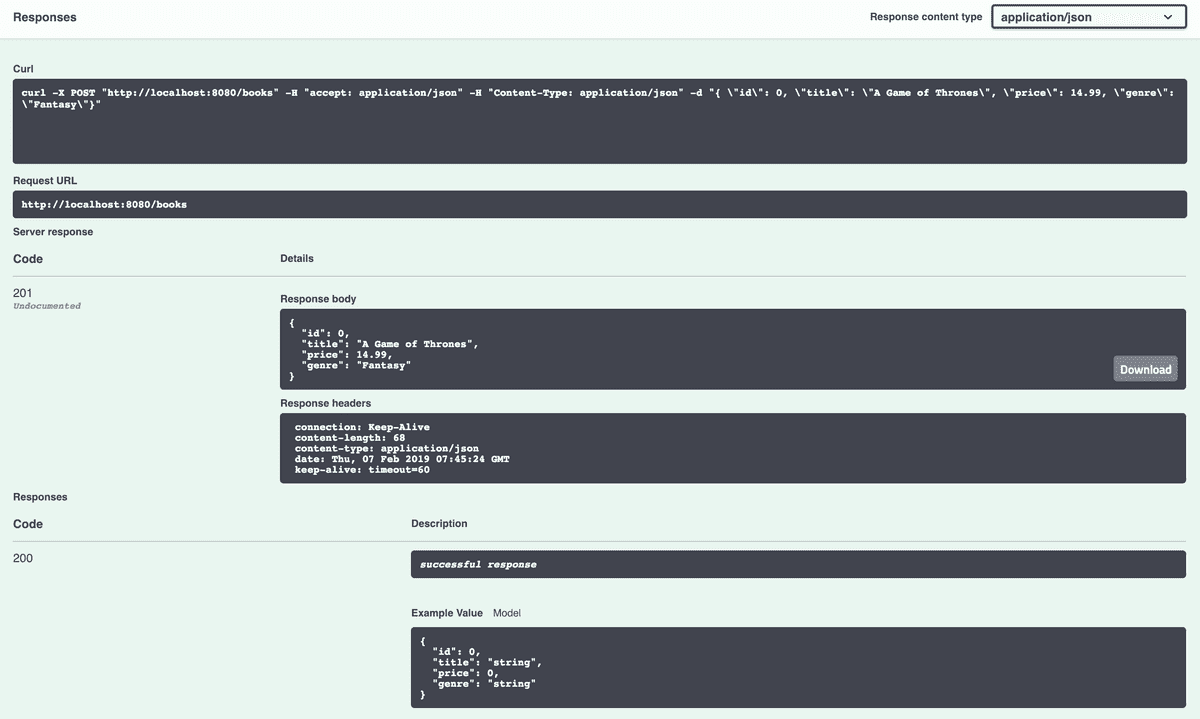 Responses
Response content type
application/json
Curl
curl -X POST "http://localhost:8080/books" -H "accept: application/json" -H "Content-Type: application/json" -d "{ \"id\": 0, \"title\": \"A Game of Thrones\", \"price\": 14.99, \"genre\":
\"Fantasy\"}"
Request URL
http://localhost:8080/books
Server response
Code
Details
201
Undocumented
Response body
{
  "id": 0,
  "title": "A Game of Thrones",
  "price": 14.99,
  "genre": "Fantasy"
}
Download
Response headers
connection: Keep-Alive
content-length: 68
content-type: application/json
date: Thu, 07 Feb 2019 07:45:24 GMT
keep-alive: timeout=60
Responses
Code
Description
200
successful response
Example Value Model
{
  "id": 0,
  "title": "string",
  "price": 0,
  "genre": "string"
}